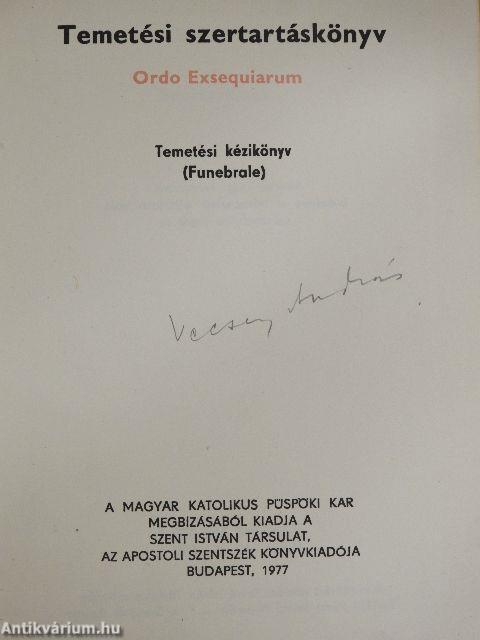 Temetési szertartáskönyv
Ordo Exsequiarum
Temetési kézikönyv
(Funebrale)
Vecsey András
A MAGYAR KATOLIKUS PÜSPÖKI KAR
MEGBIZÁSÁBÓL KIADJA A
SZENT ISTVÁN TÁRSULAT,
AZ APOSTOLI SZENTSZÉK KÖNYVKIADÓJA
BUDAPEST, 1977
Antikvárium.hu